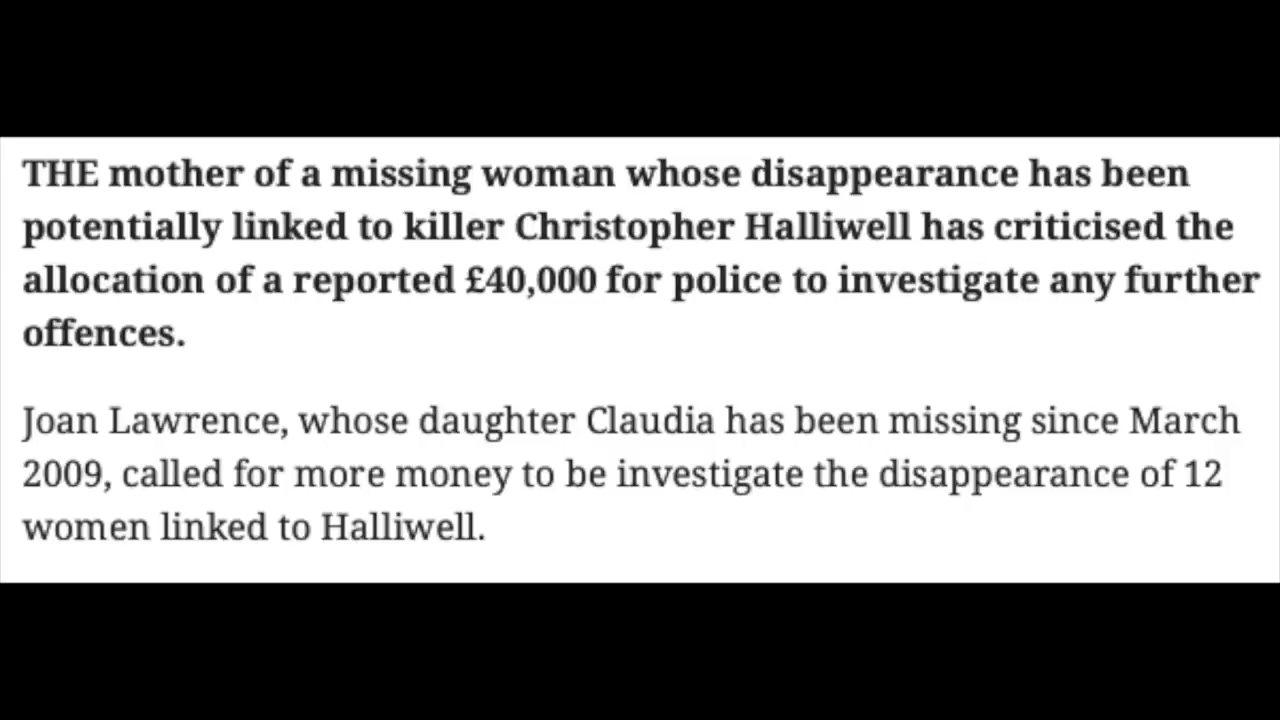 THE mother of a missing woman whose disappearance has been
potentially linked to killer Christopher Halliwell has criticised the
allocation of a reported £40,000 for police to investigate any further
offences.
Joan Lawrence, whose daughter Claudia has been missing since March
2009, called for more money to be investigate the disappearance of 12
women linked to Halliwell.